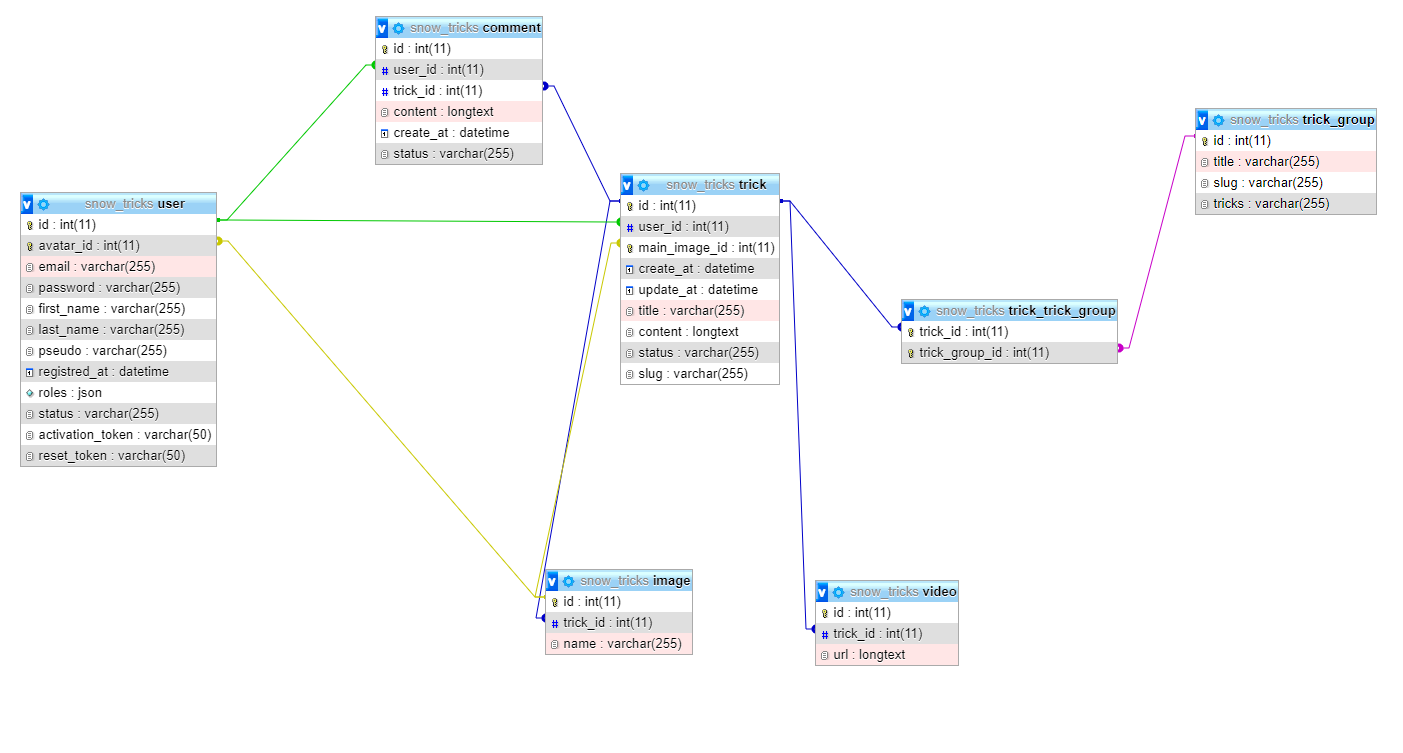 snow_tricks comment
id : int(11)
user_id : int(11)
trick_id : int(11)
content : longtext
create_at : datetime
status : varchar(255)
snow_tricks trick_group
id : int(11)
title : varchar(255)
slug : varchar(255)
tricks : varchar(255)
snow_tricks user
id : int(11)
avatar_id : int(11)
email : varchar(255)
password : varchar(255)
first_name : varchar(255)
last_name : varchar(255)
pseudo : varchar(255)
registred_at : datetime
roles : json
status : varchar(255)
activation_token : varchar(50)
reset_token : varchar(50)
snow_tricks trick
id : int(11)
user_id : int(11)
main_image_id : int(11)
create_at : datetime
update_at : datetime
title : varchar(255)
content : longtext
status : varchar(255)
slug : varchar(255)
snow_tricks trick_trick_group
trick_id : int(11)
trick_group_id : int(11)
snow_tricks image
id : int(11)
trick_id : int(11)
name : varchar(255)
snow_tricks video
id : int(11)
trick_id : int(11)
url : longtext